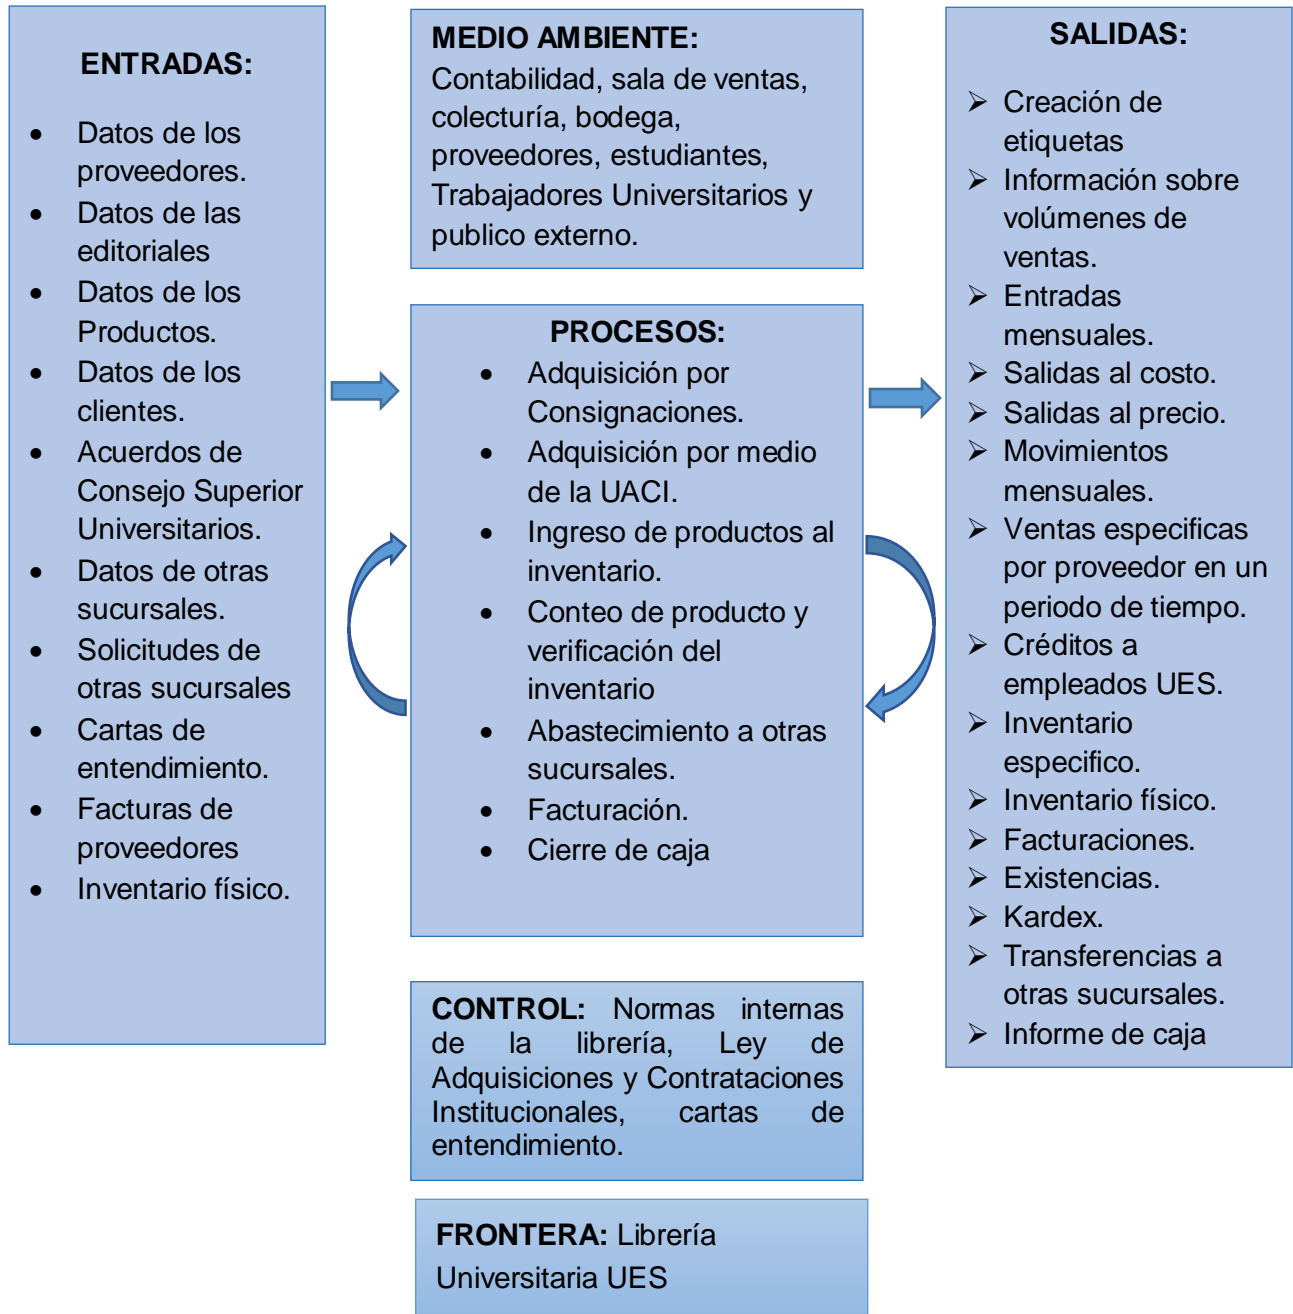 ENTRADAS:
• Datos de los
proveedores.
• Datos de las
editoriales
• Datos de los
Productos.
• Datos de los
clientes.
• Acuerdos de
Consejo Superior
Universitarios.
• Datos de otras
sucursales.
• Solicitudes de
otras sucursales
• Cartas de
entendimiento.
• Facturas de
proveedores
• Inventario físico.
MEDIO AMBIENTE:
Contabilidad, sala de ventas,
colecturía, bodega,
proveedores, estudiantes,
Trabajadores Universitarios y
publico externo.
PROCESOS:
• Adquisición por
Consignaciones.
• Adquisición por medio
de la UACI.
• Ingreso de productos al
inventario.
• Conteo de producto y
verificación del
inventario
• Abastecimiento a otras
sucursales.
• Facturación.
• Cierre de caja
CONTROL: Normas internas
de la librería, Ley de
Adquisiciones y Contrataciones
Institucionales, cartas de
entendimiento.
FRONTERA: Librería
Universitaria UES
SALIDAS:
➢ Creación de
etiquetas
➢ Información sobre
volúmenes de
ventas.
➢ Entradas
mensuales.
➢ Salidas al costo.
➢ Salidas al precio.
➢ Movimientos
mensuales.
➢ Ventas especificas
por proveedor en un
periodo de tiempo.
➢ Créditos a
empleados UES.
➢ Inventario
especifico.
➢ Inventario físico.
➢ Facturaciones.
➢ Existencias.
➢ Kardex.
➢ Transferencias a
otras sucursales.
➢ Informe de caja